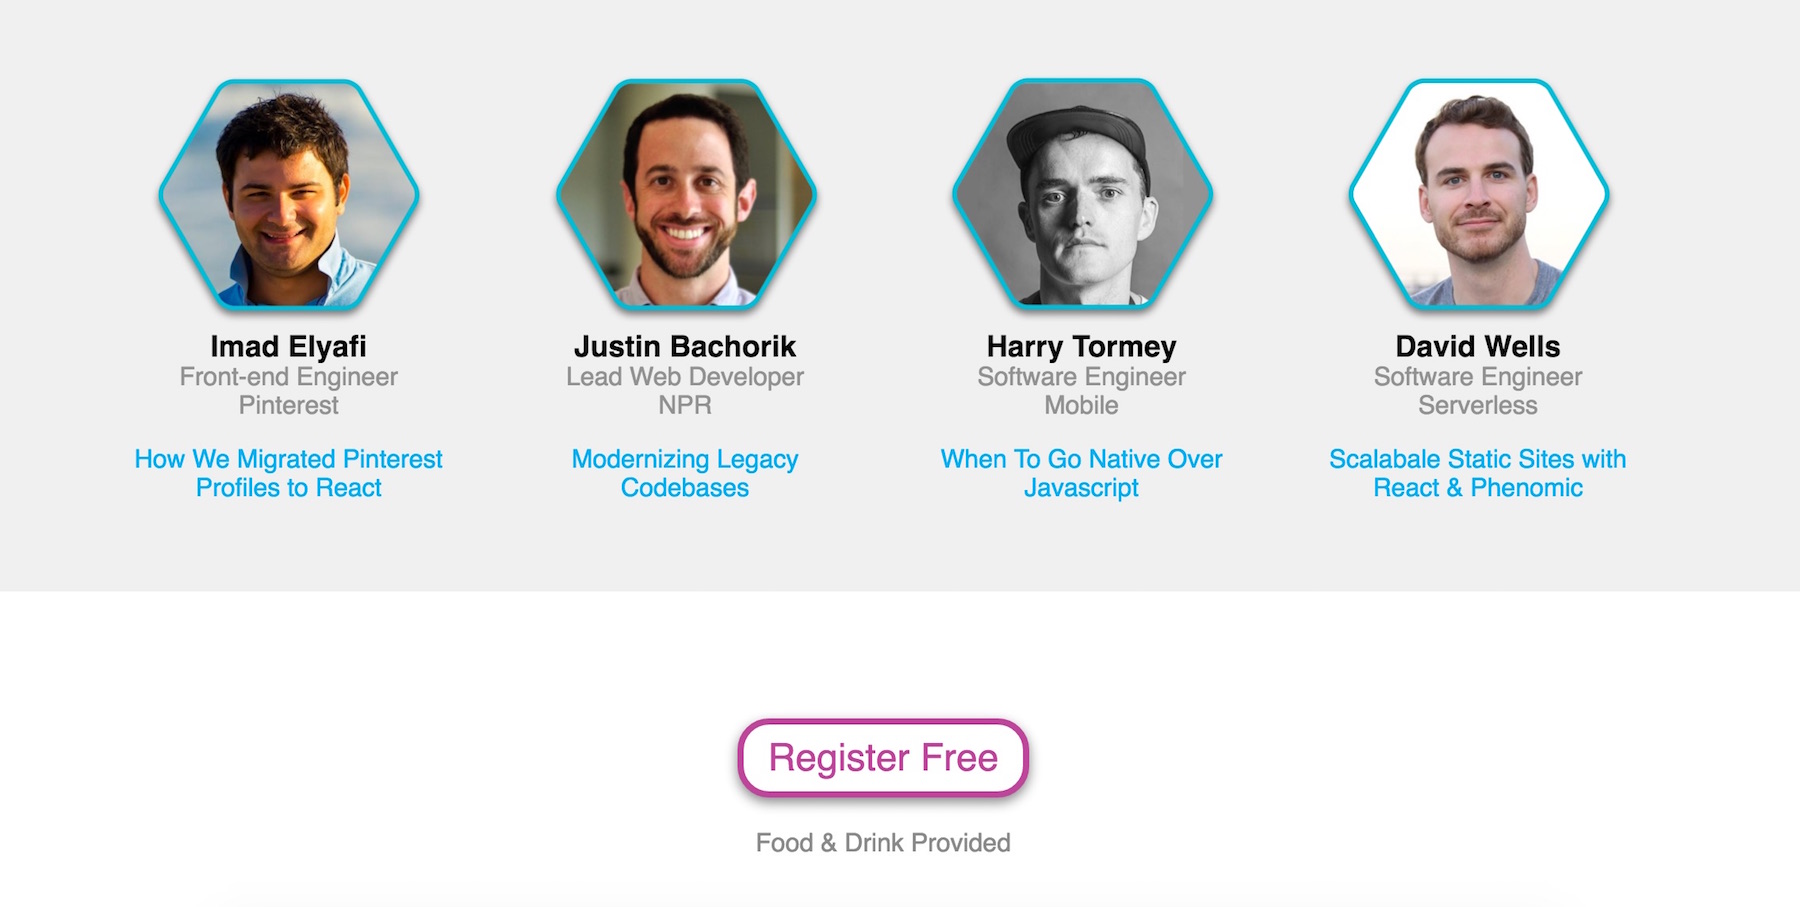 Imad Elyafi
Front-end Engineer
Pinterest
How We Migrated Pinterest
Profiles to React
Justin Bachorik
Lead Web Developer
NPR
Modernizing Legacy
Codebases
Harry Tormey
Software Engineer
Mobile
When To Go Native Over
Javascript
David Wells
Software Engineer
Serverless
Scalabale Static Sites with
React & Phenomic
Register Free
Food & Drink Provided